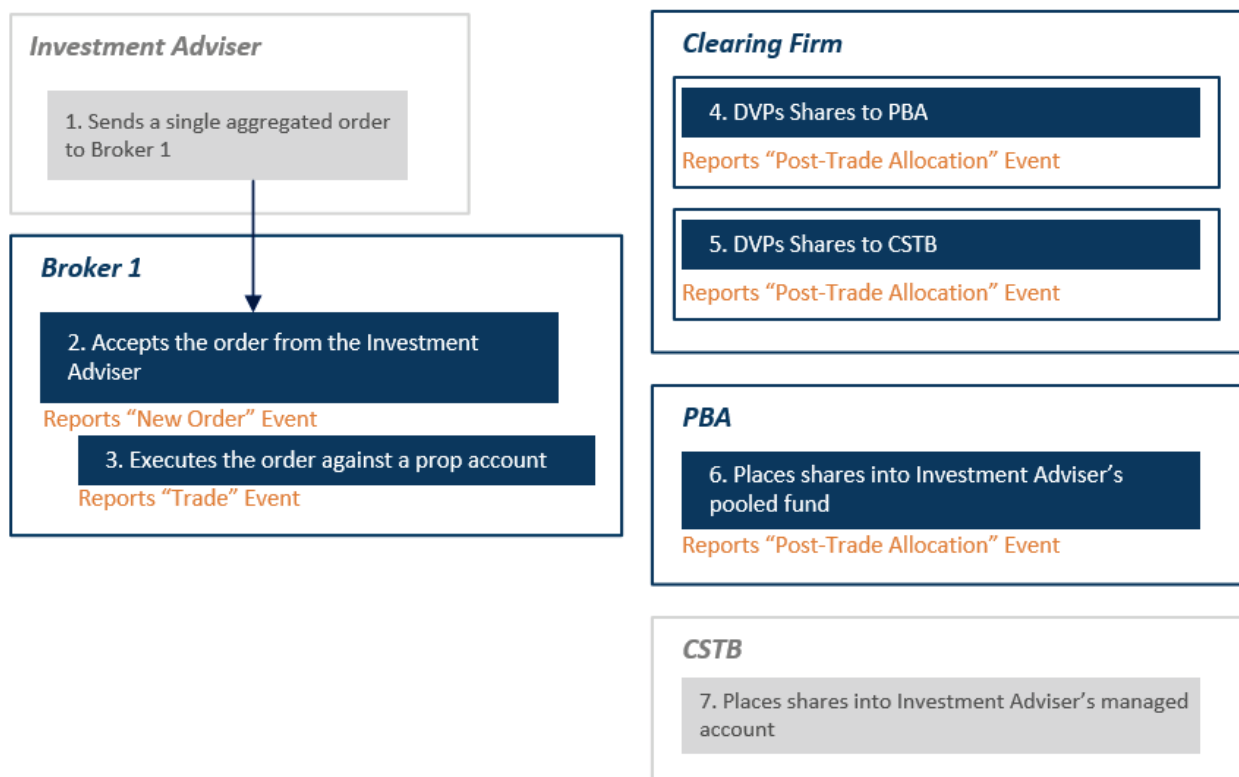 Investment Adviser
1. Sends a single aggregated order
to Broker 1
Broker 1
2. Accepts the order from the Investment
Adviser
Reports “New Order” Event
3. Executes the order against a prop account
Reports “Trade” Event
Clearing Firm
4. DVPs Shares to PBA
Reports “Post-Trade Allocation” Event
5. DVPs Shares to CSTB
Reports “Post-Trade Allocation” Event
PBA
6. Places shares into Investment Adviser’s
pooled fund
Reports “Post-Trade Allocation” Event
CSTB
7. Places shares into Investment Adviser’s managed
account